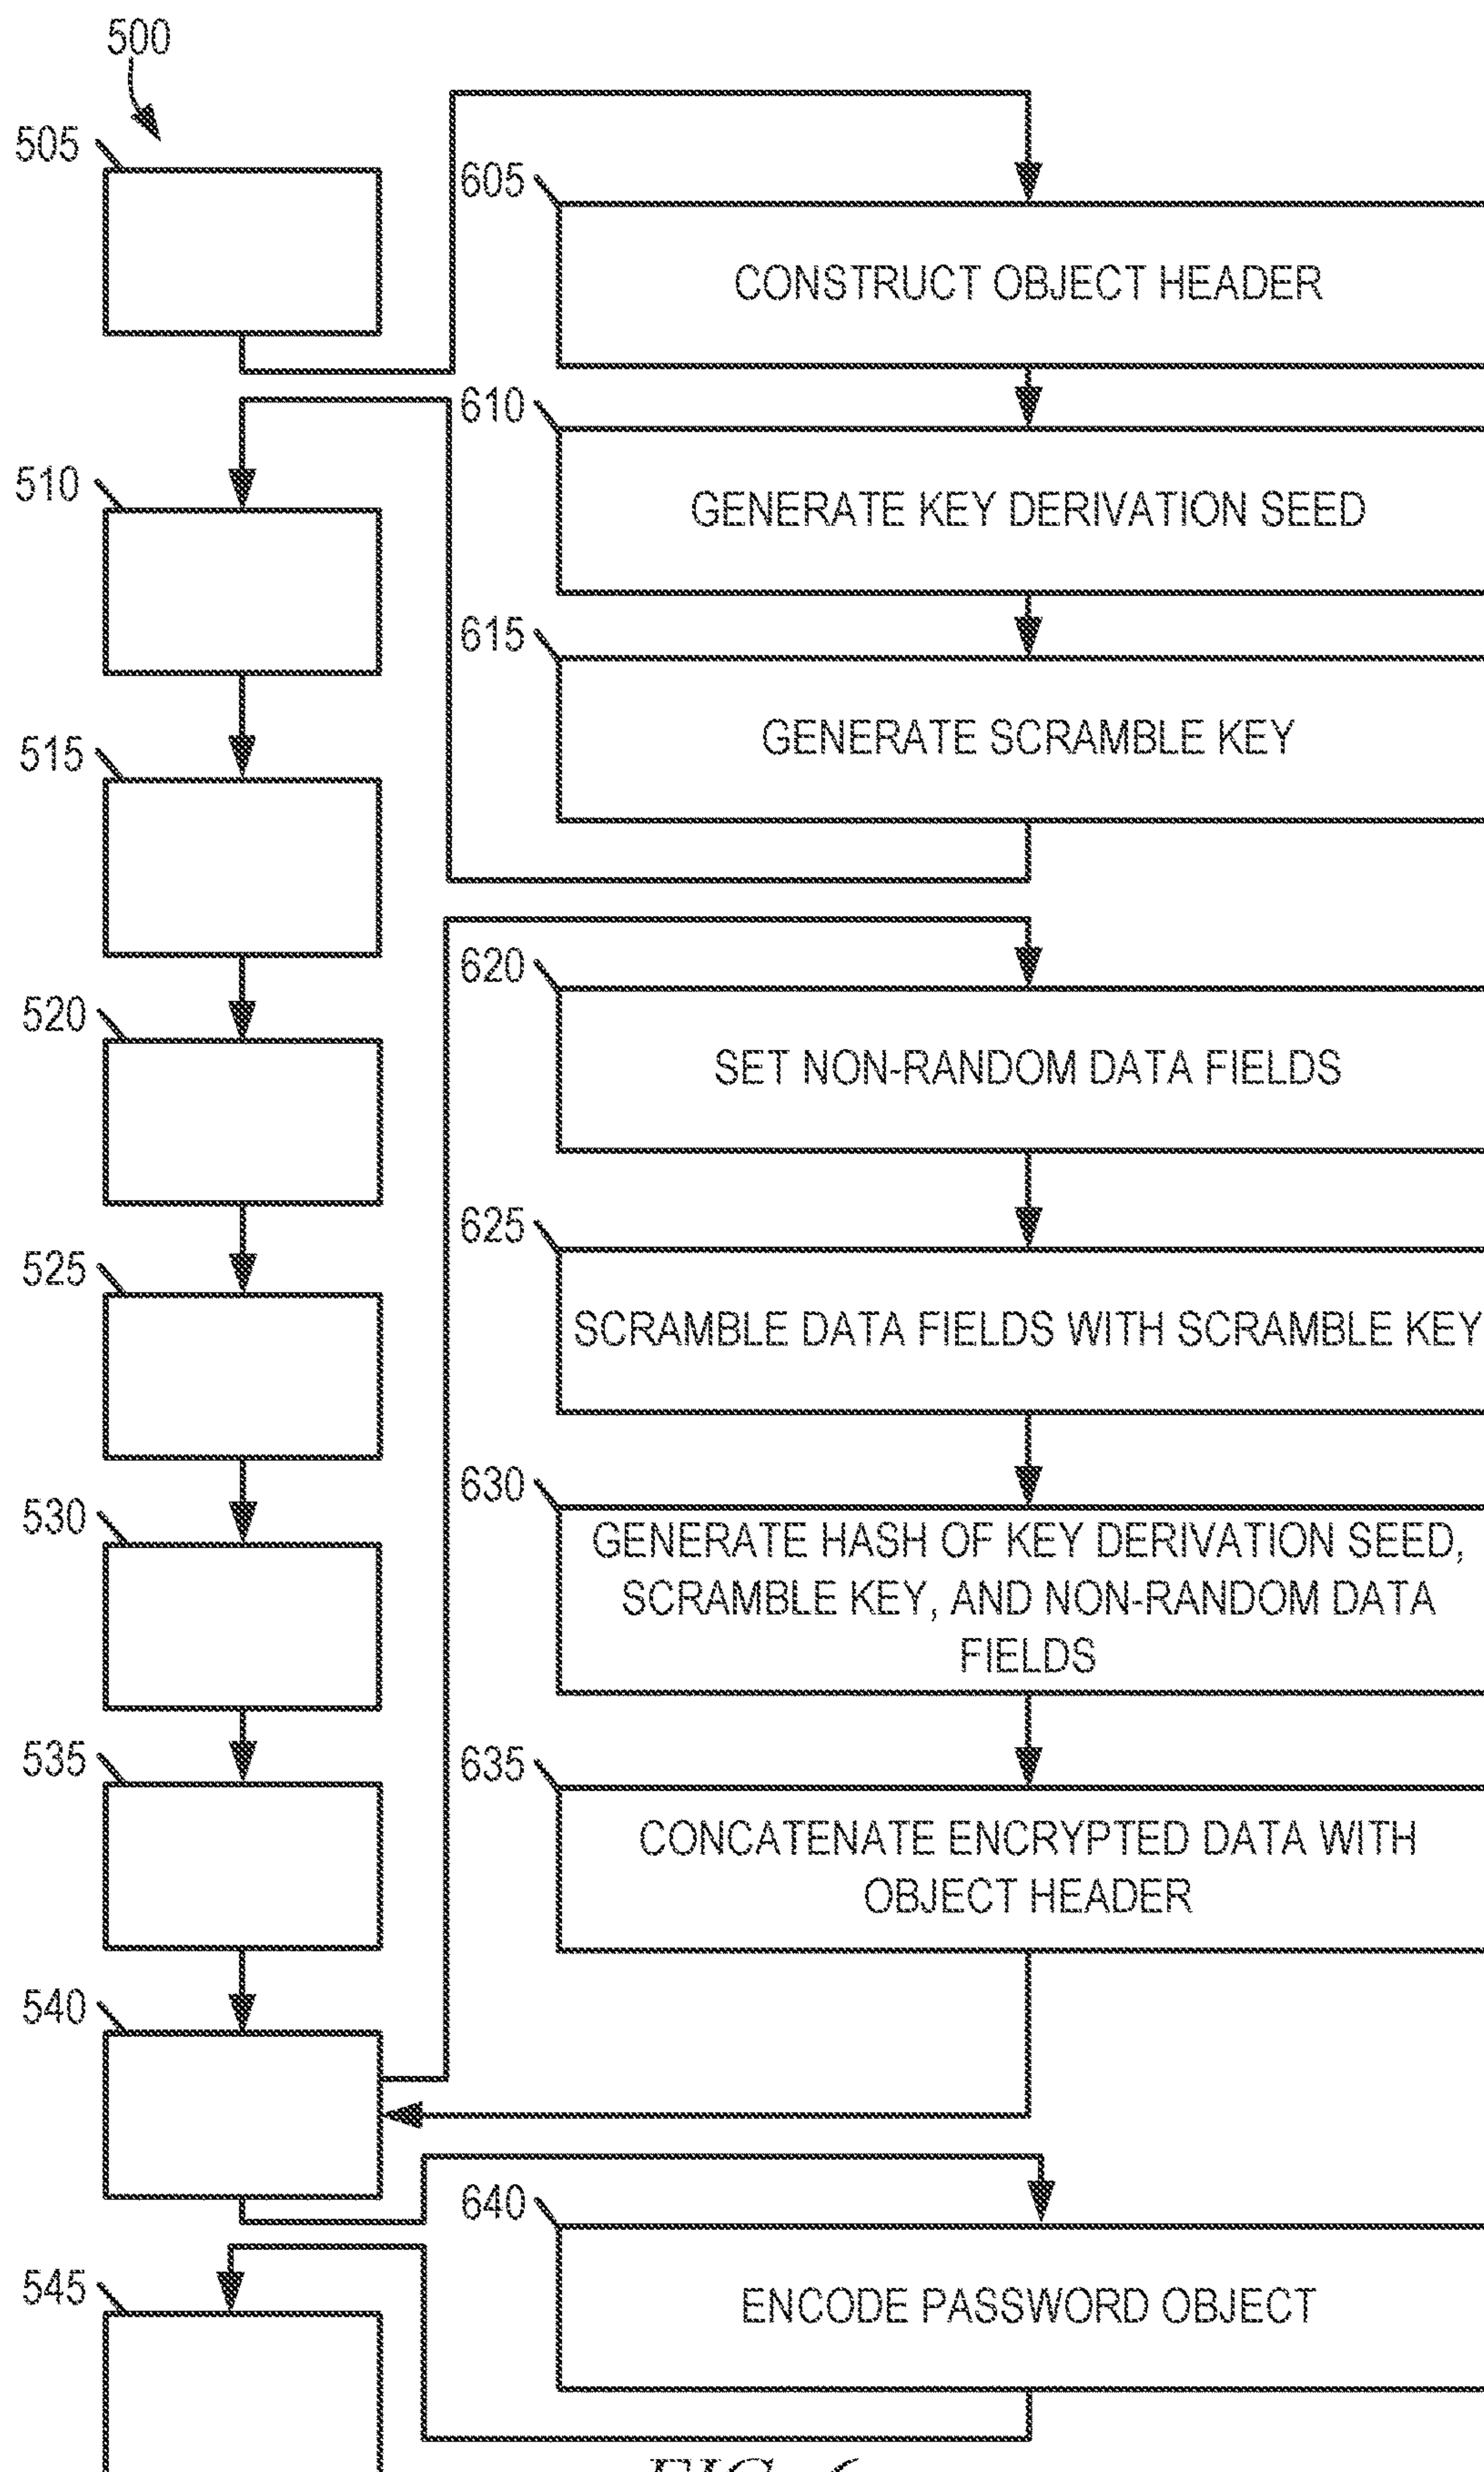 500
505
605
CONSTRUCT OBJECT HEADER
610
GENERATE KEY DERIVATION SEED
510
615
GENERATE SCRAMBLE KEY
515
620
SET NON-RANDOM DATA FIELDS
520
625
SCRAMBLE DATA FIELDS WITH SCRAMBLE KEY
525
630
GENERATE HASH OF KEY DERIVATION SEED,
SCRAMBLE KEY, AND NON-RANDOM DATA
FIELDS
530
535
635
CONCATENATE ENCRYPTED DATA WITH
OBJECT HEADER
540
640
ENCODE PASSWORD OBJECT
545